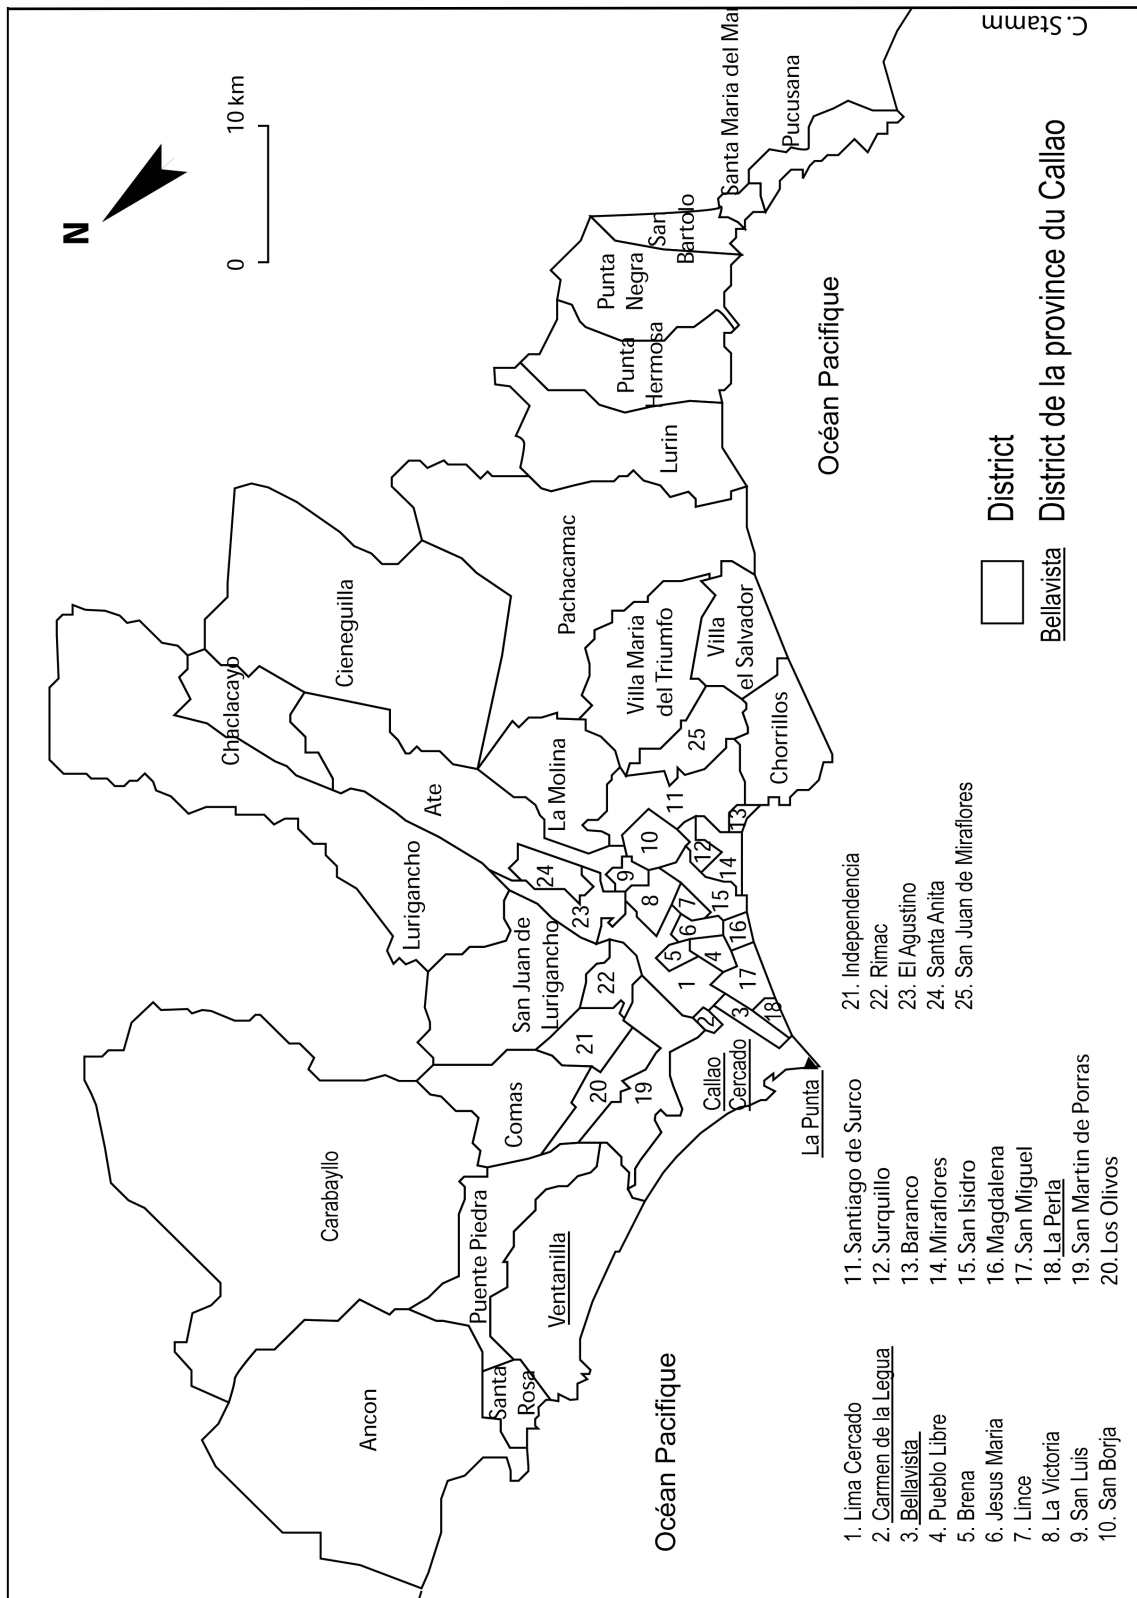 N
0
10 km
Santa Maria del Mar
Pucusana
San
Bartolo
Punta
Negra
Punta
Hermosa
Lurin
Pachacamac
Cieneguilla
Chaclacayo
Villa Maria
del Triumfo
Villa
el Salvador
Ate
La Molina
Chorrillos
Lurigancho
San Juan de
Lurigancho
Comas
Carabayllo
Puente Piedra
Ventanilla
Santa
Rosa
Ancon
Callao
Cercado
La Punta
1
2
3
4
5
6
7
8
9
10
11
12
13
14
15
16
17
18
19
20
21
22
23
24
25
Océan Pacifique
Océan Pacifique
1. Lima Cercado
2. Carmen de la Legua
3. Bellavista
4. Pueblo Libre
5. Brena
6. Jesus Maria
7. Lince
8. La Victoria
9. San Luis
10. San Borja
11. Santiago de Surco
12. Surquillo
13. Baranco
14. Miraflores
15. San Isidro
16. Magdalena
17. San Miguel
18. La Perla
19. San Martin de Porras
20. Los Olivos
21. Independencia
22. Rimac
23. El Agustino
24. Santa Anita
25. San Juan de Miraflores
District
Bellavista District de la province du Callao
C. Stamm